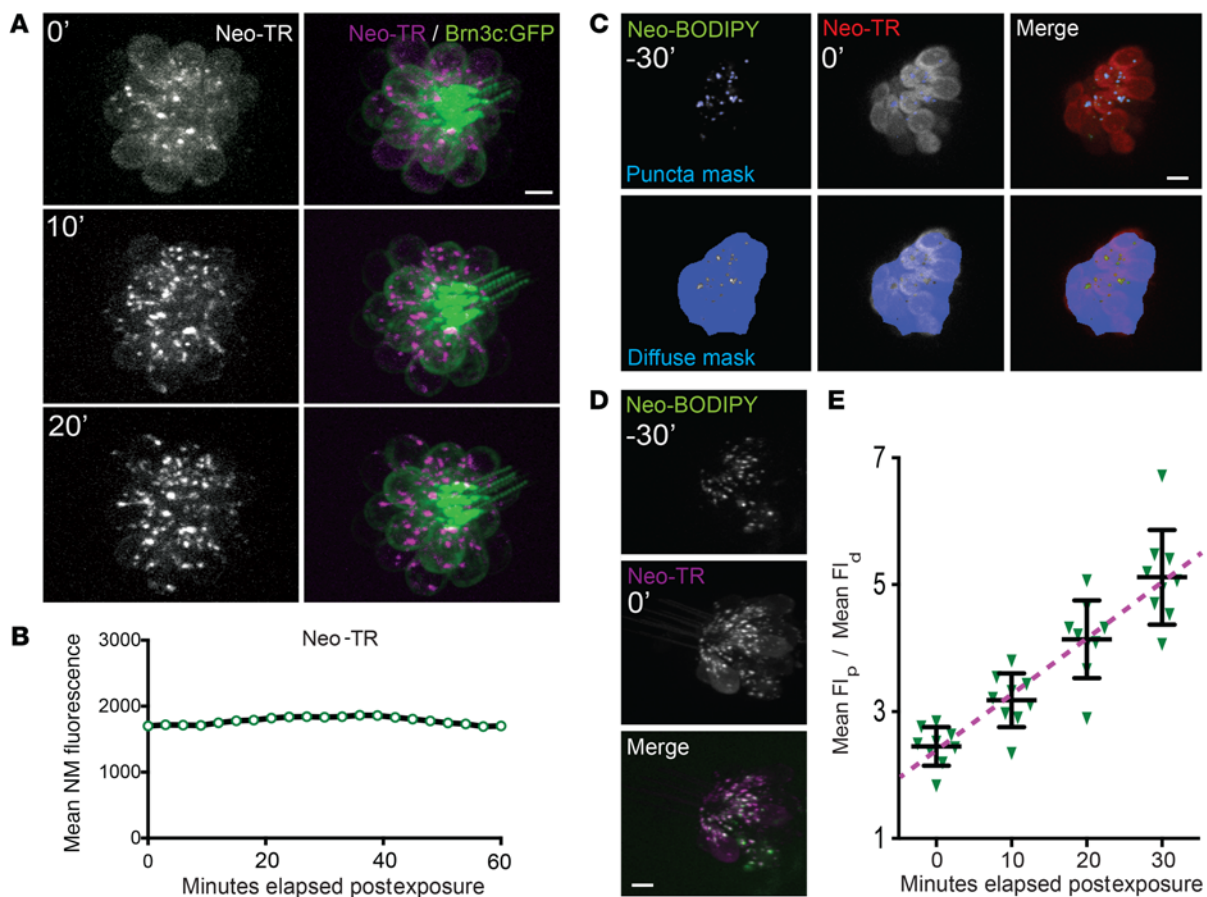 A
0'
Neo-TR
Neo-TR / Brn3c:GFP
10'
20'
B
Neo-TR
Mean NM fluorescence
3000
2000
1000
0
0
20
40
60
Minutes elapsed postexposure
C
Neo-BODIPY
-30'
Puncta mask
Neo-TR
0'
Merge
Diffuse mask
D
Neo-BODIPY
-30'
Neo-TR
0'
Merge
E
Mean Fl_p / Mean Fl_d
7
5
3
1
0
10
20
30
Minutes elapsed postexposure